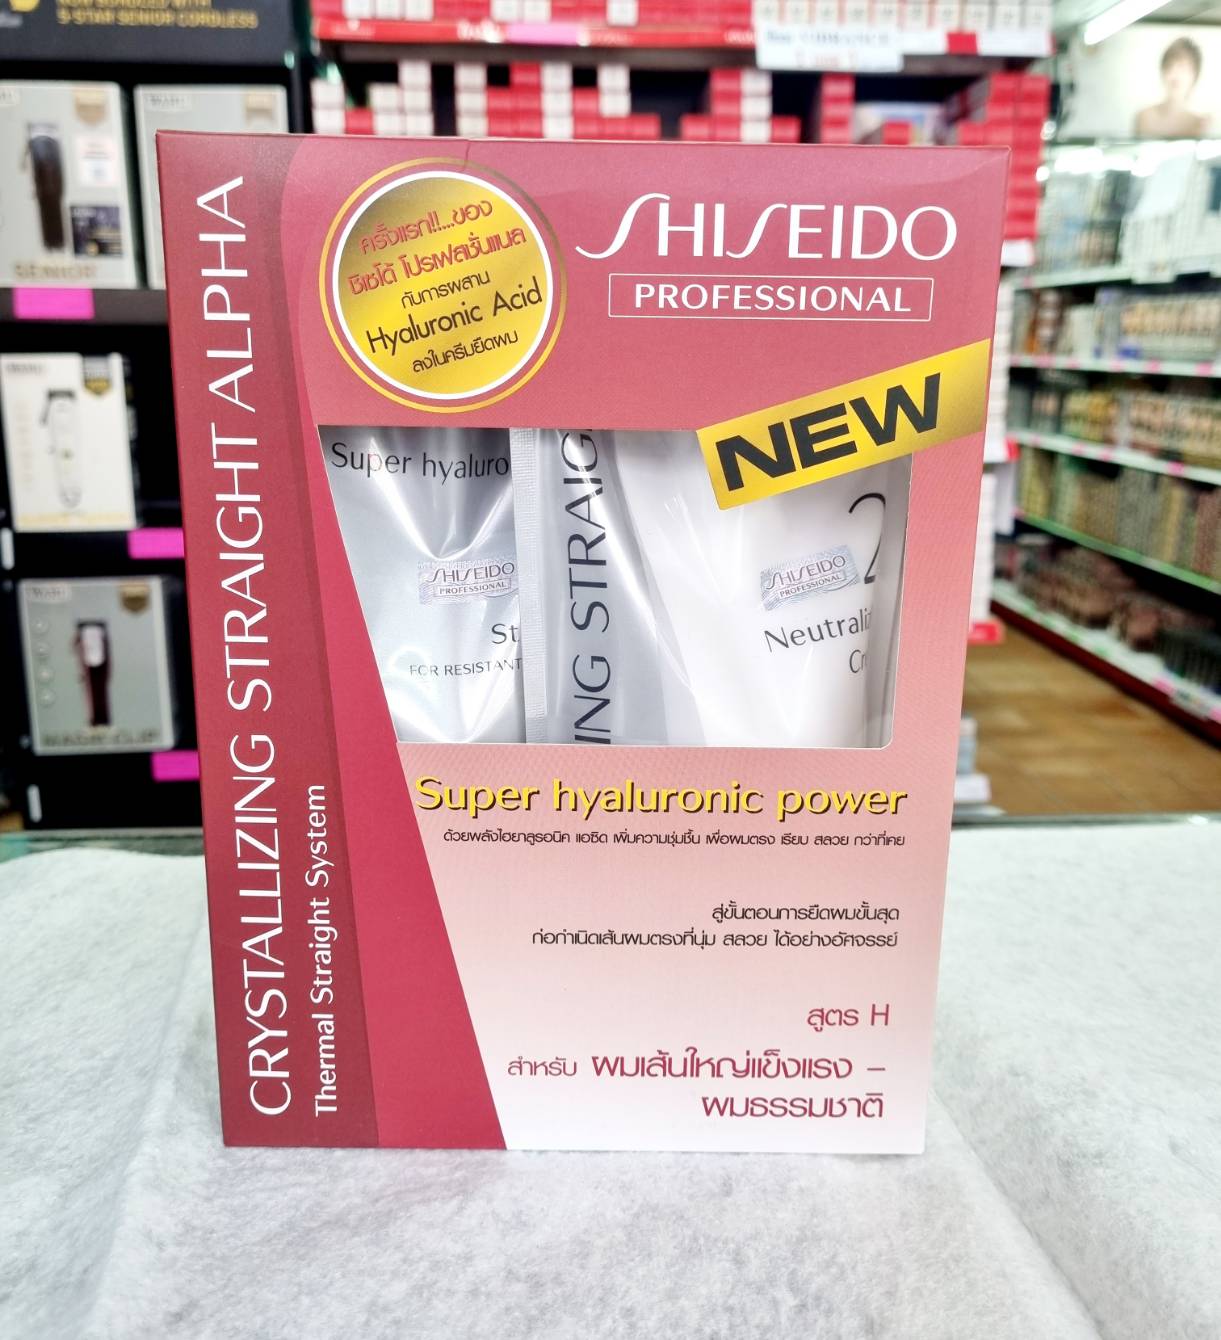 5 STAR SENIOR CORDLESS
SENIOR
MAGIC CLIP
CRYSTALLIZING STRAIGHT ALPHA
Thermal Straight System
ครั้งแรก!!...ของ
ชิเซโด้ โปรเฟสชั่นแนล
กับการผสาน
Hyaluronic Acid
ลงในครีมยืดผม
SHISEIDO
PROFESSIONAL
NEW
Super hyaluro
SHISEIDO
PROFESSIONAL
FOR RESISTANT
ING STRAIG
2
SHISEIDO
PROFESSIONAL
Super hyaluronic power
ด้วยพลังไฮยาลูรอนิค แอซิด เพิ่มความชุ่มชื้น เพื่อผมตรง เรียบ สลวย กว่าที่เคย
สู่ขั้นตอนการยืดผมขั้นสุด
ก่อกำเนิดเส้นผมตรงที่นุ่ม สลวย ได้อย่างอัศจรรย์
สูตร H
สำหรับ ผมเส้นใหญ่แข็งแรง –
ผมธรรมชาติ